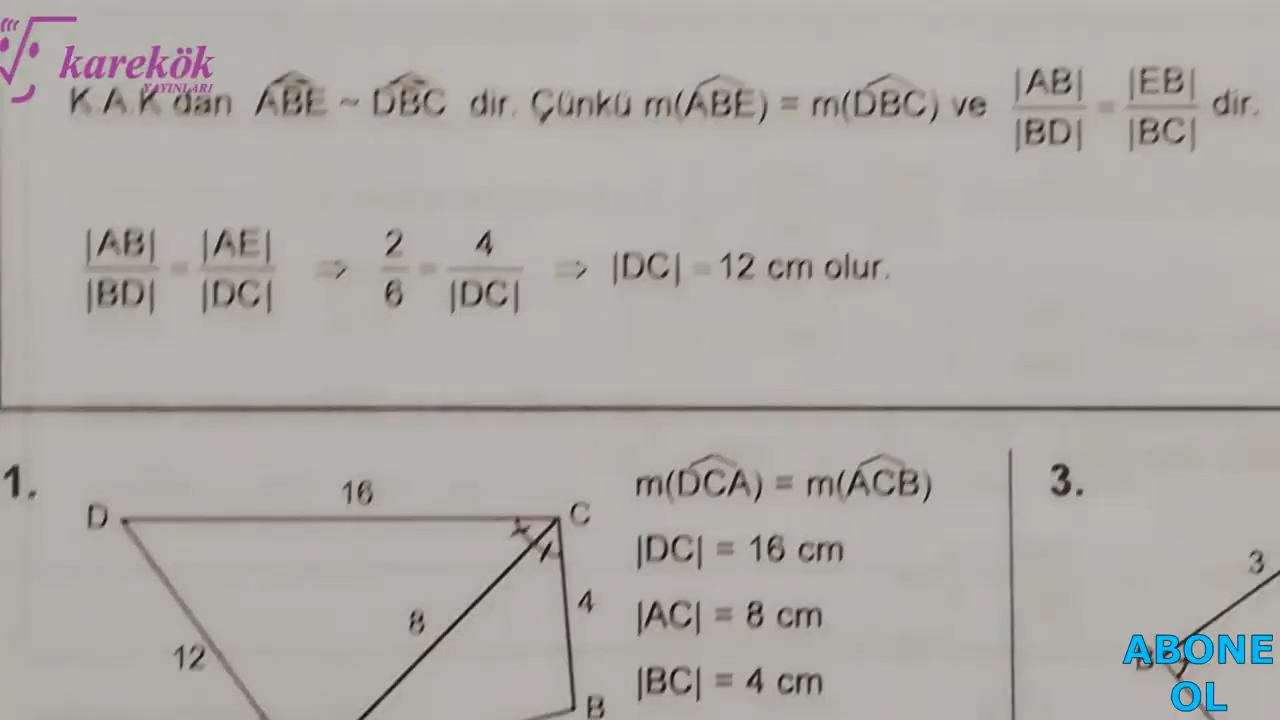 karekök
YAYINLARI
K.A.K dan ABE ~ DBC dir. Çünkü m(ABE) = m(DBC) ve |AB| / |BD| = |EB| / |BC| dir.
|AB| / |BD| = |AE| / |DC| ⇒ 2 / 6 = 4 / |DC| ⇒ |DC| = 12 cm olur.
1.
D
16
C
8
4
12
B
m(DCA) = m(ACB)
|DC| = 16 cm
|AC| = 8 cm
|BC| = 4 cm
3.
3
B
ABONE
OL